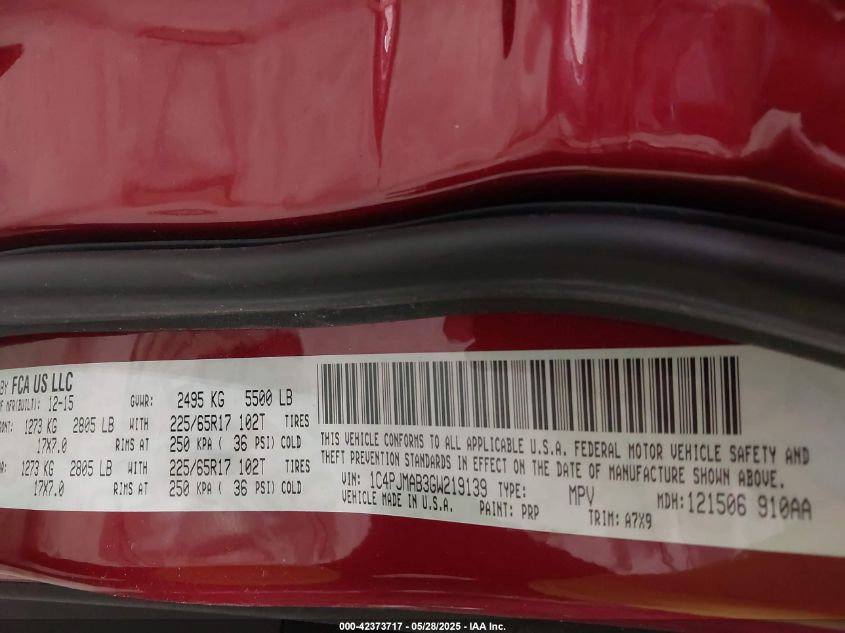 BY FCA US LLC
F MFR(BUILT): 12-15 GVWR: 2495 KG 5500 LB
RONT: 1273 KG 2805 LB WITH 225/65R17 102T TIRES
17X7.0 RIMS AT 250 KPA ( 36 PSI) COLD
AR: 1273 KG 2805 LB WITH 225/65R17 102T TIRES
17X7.0 RIMS AT 250 KPA ( 36 PSI) COLD
THIS VEHICLE CONFORMS TO ALL APPLICABLE U.S.A. FEDERAL MOTOR VEHICLE SAFETY AND
THEFT PREVENTION STANDARDS IN EFFECT ON THE DATE OF MANUFACTURE SHOWN ABOVE.
VIN: 1C4PJMAB3GW219139 TYPE: MPV MDH:121506 910AA
VEHICLE MADE IN U.S.A. PAINT: PRP TRIM: A7X9
000-42373717 - 05/28/2025 - IAA Inc.